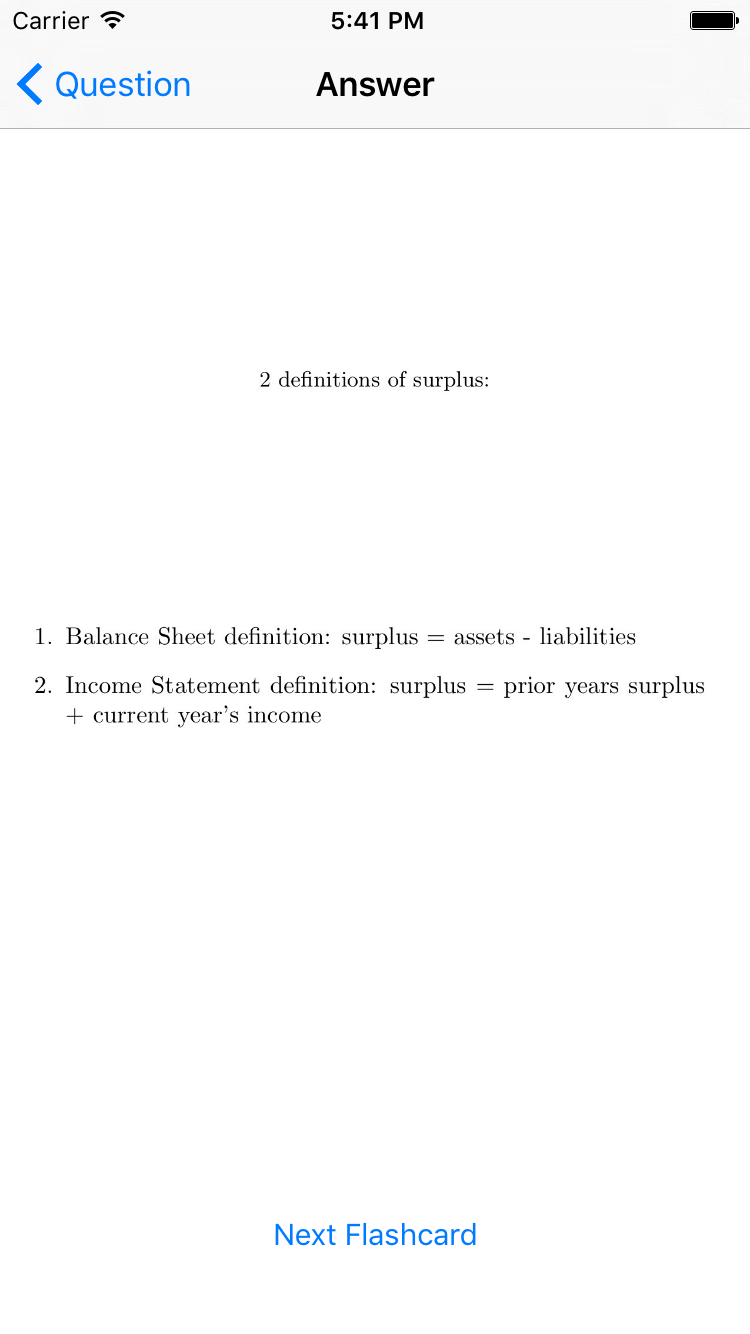 Carrier
5:41 PM
Question
Answer
2 definitions of surplus:
1. Balance Sheet definition: surplus = assets - liabilities
2. Income Statement definition: surplus = prior years surplus
+ current year's income
Next Flashcard